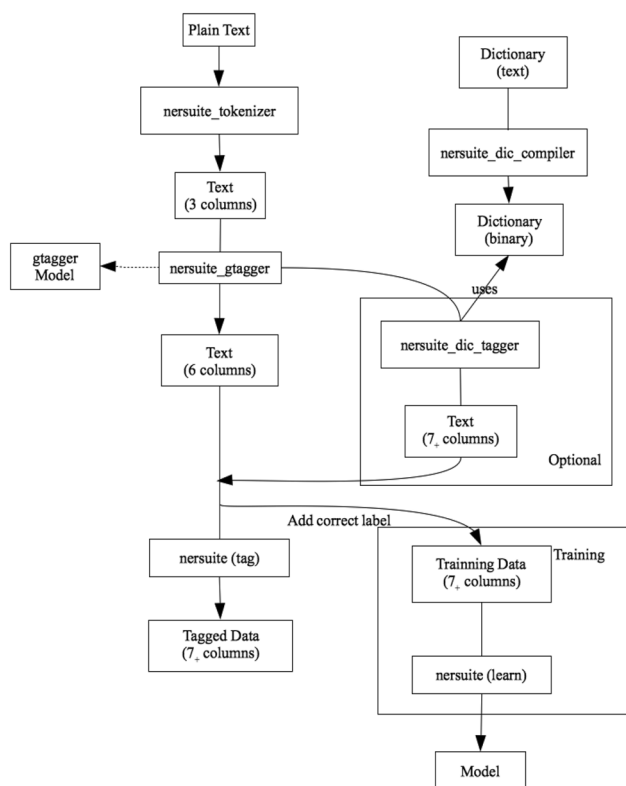 Plain Text
Dictionary
(text)
nersuite_tokenizer
nersuite_dic_compiler
Text
(3 columns)
Dictionary
(binary)
gtagger
Model
nersuite_gtagger
uses
nersuite_dic_tagger
Text
(6 columns)
Text
(7+ columns)
Optional
Add correct label
nersuite (tag)
Trainning Data
(7+ columns)
Training
Tagged Data
(7+ columns)
nersuite (learn)
Model